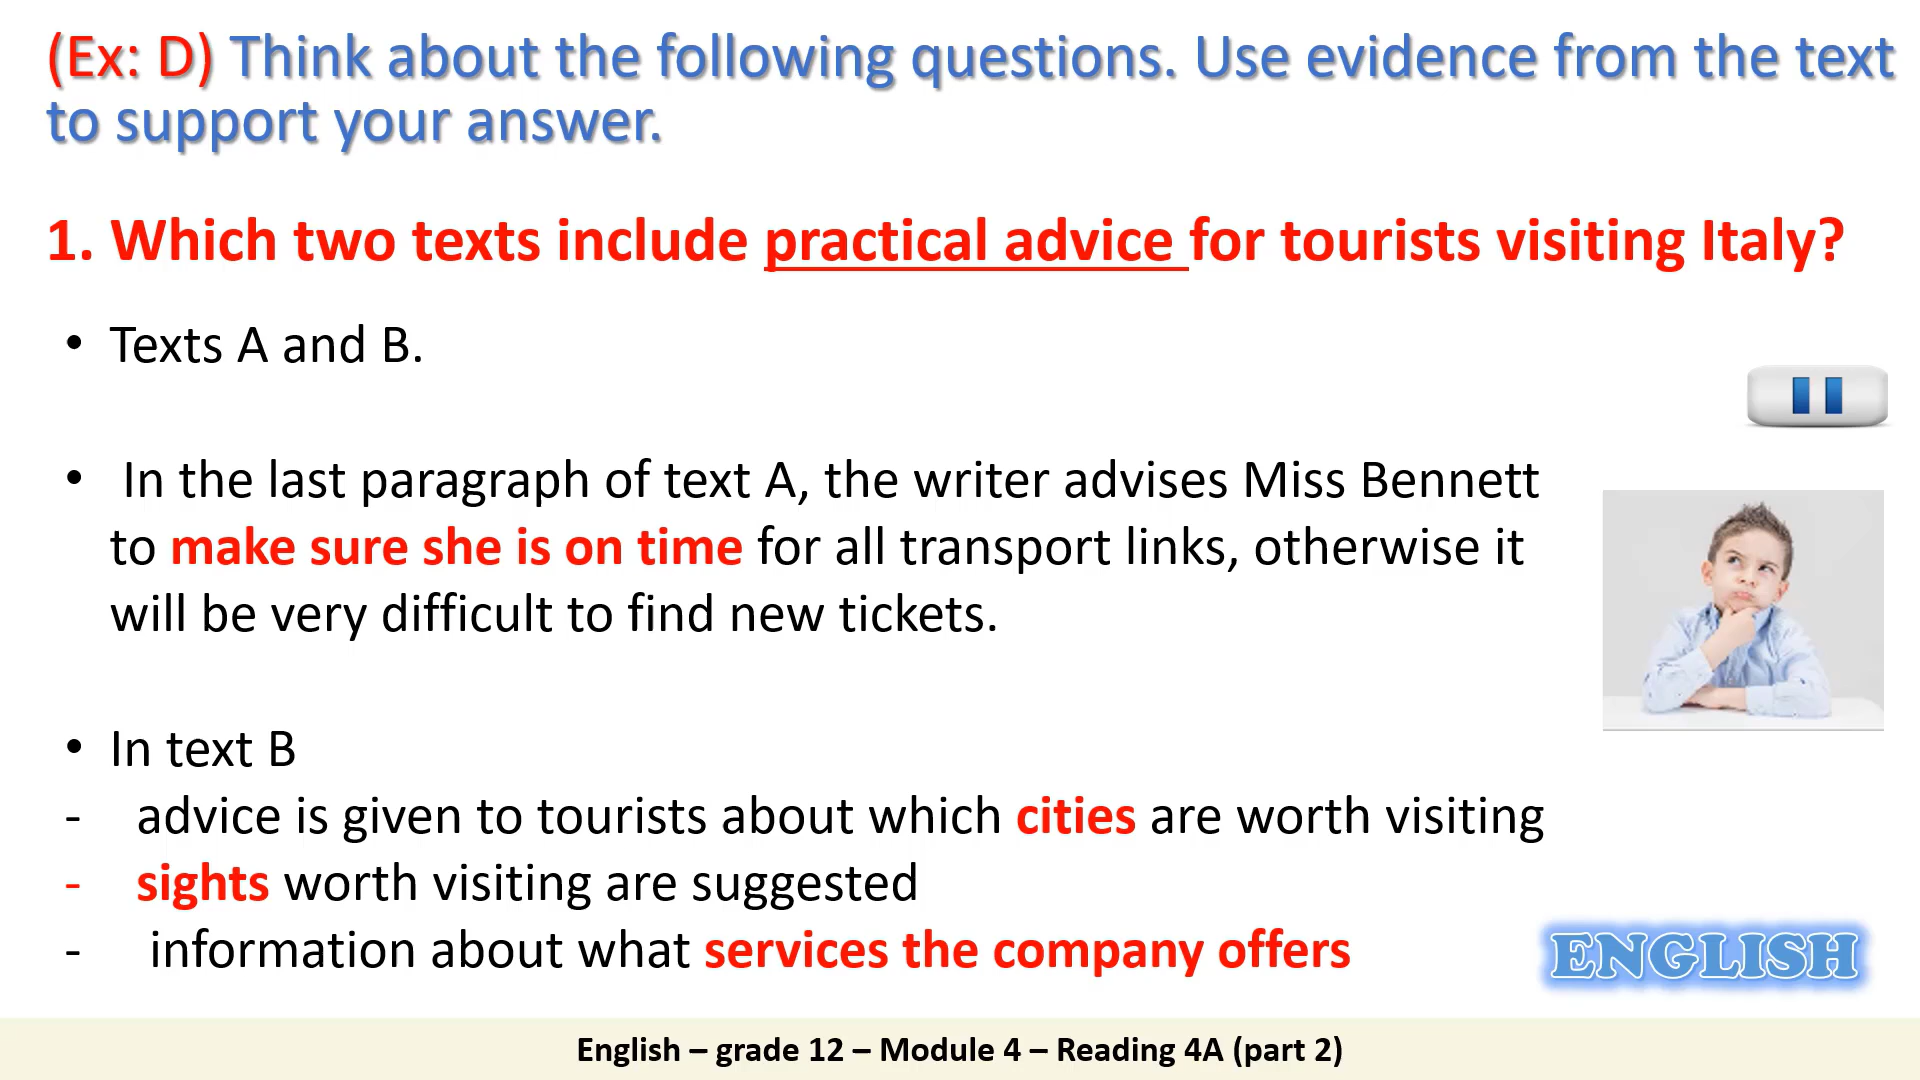 (Ex: D) Think about the following questions. Use evidence from the text
to support your answer.
1. Which two texts include practical advice for tourists visiting Italy?
• Texts A and B.
• In the last paragraph of text A, the writer advises Miss Bennett
to make sure she is on time for all transport links, otherwise it
will be very difficult to find new tickets.
• In text B
- advice is given to tourists about which cities are worth visiting
- sights worth visiting are suggested
- information about what services the company offers
ENGLISH
English – grade 12 – Module 4 – Reading 4A (part 2)